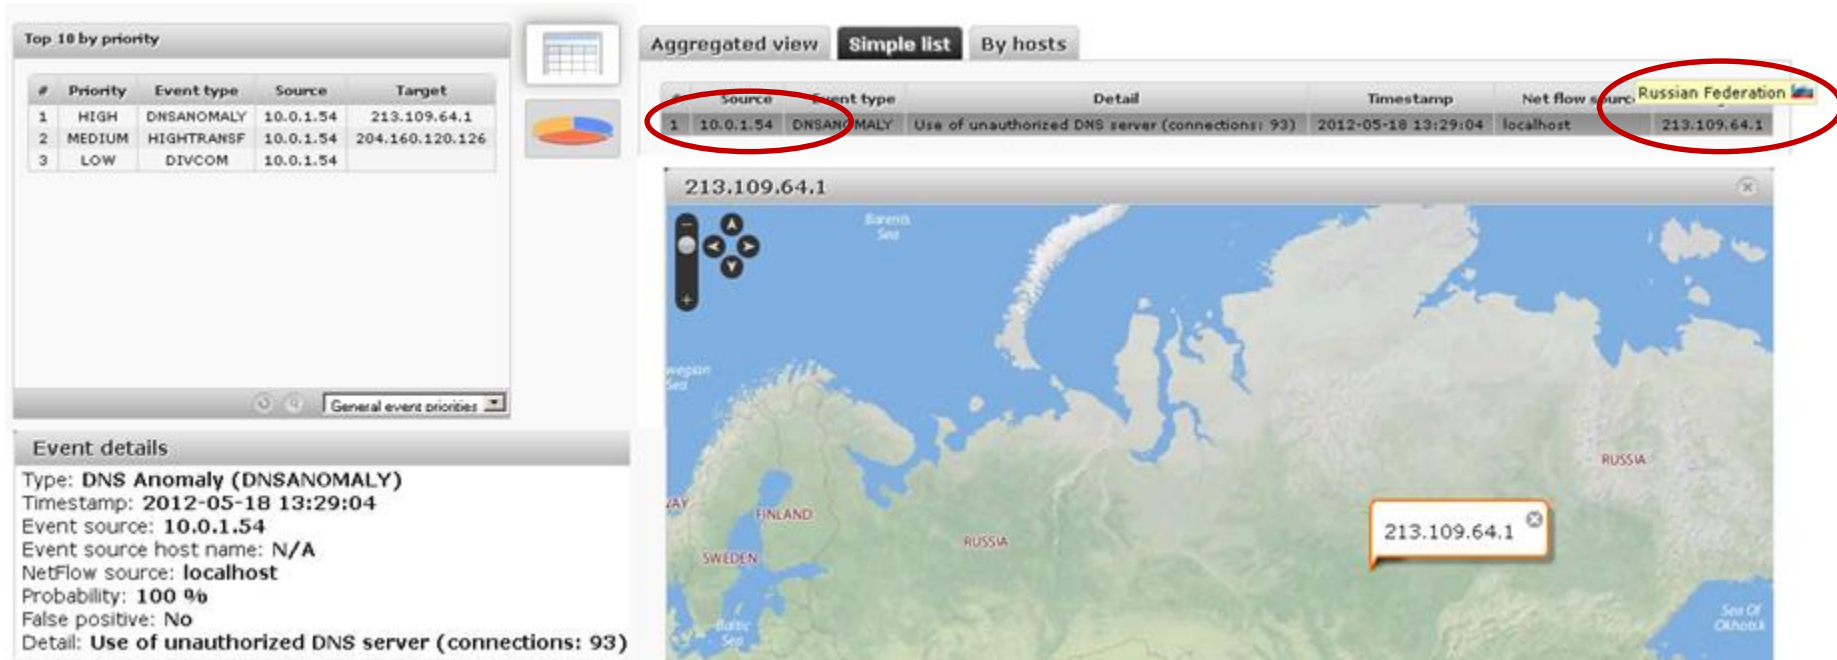 Top 10 by priority
# Priority Event type Source Target
1 HIGH DNSANOMALY 10.0.1.54 213.109.64.1
2 MEDIUM HIGHTRANSF 10.0.1.54 204.160.120.126
3 LOW DIVCOM 10.0.1.54
General event priorities
Event details
Type: DNS Anomaly (DNSANOMALY)
Timestamp: 2012-05-18 13:29:04
Event source: 10.0.1.54
Event source host name: N/A
NetFlow source: localhost
Probability: 100 %
False positive: No
Detail: Use of unauthorized DNS server (connections: 93)
Aggregated view Simple list By hosts
# Source Event type Detail Timestamp Net flow sourc
Russian Federation
1 10.0.1.54 DNSANOMALY Use of unauthorized DNS server (connections: 93) 2012-05-18 13:29:04 localhost 213.109.64.1
213.109.64.1
Barents
Sea
wegian
Sea
RUSSIA
213.109.64.1
WAY
FINLAND
RUSSIA
SWEDEN
Baltic
Sea
Sea Of
Okhotsk